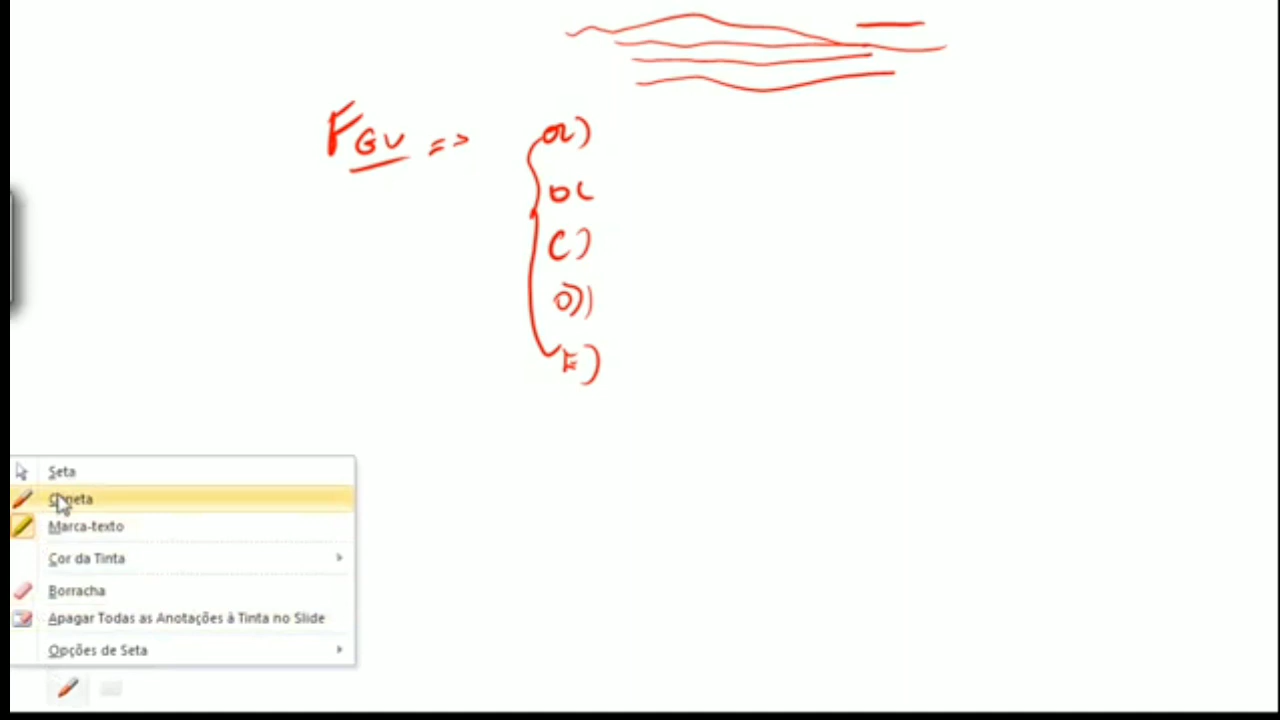 FGV =>
a)
b(
c)
D))
E)
Seta
Caneta
Marca-texto
Cor da Tinta
Borracha
Apagar Todas as Anotações à Tinta no Slide
Opções de Seta